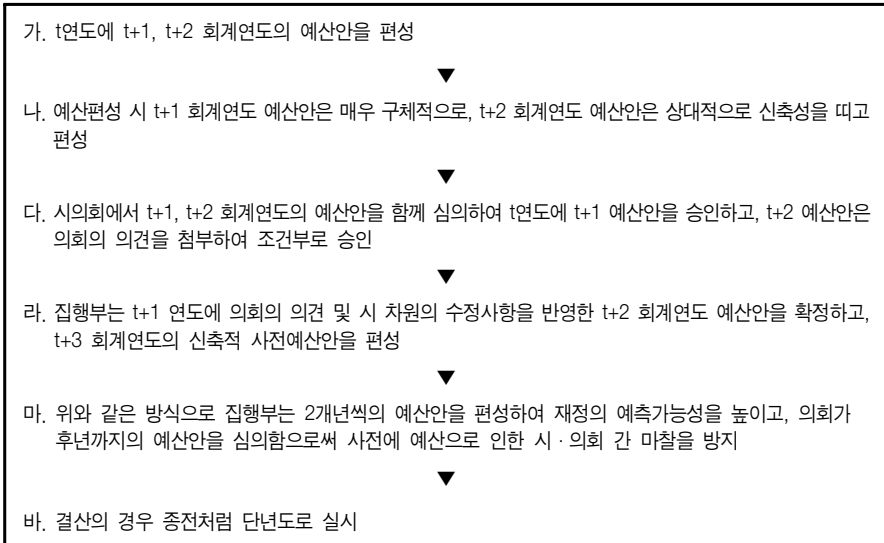 가. t연도에 t+1, t+2 회계연도의 예산안을 편성
▼
나. 예산편성 시 t+1 회계연도 예산안은 매우 구체적으로, t+2 회계연도 예산안은 상대적으로 신축성을 띠고
편성
▼
다. 시의회에서 t+1, t+2 회계연도의 예산안을 함께 심의하여 t연도에 t+1 예산안을 승인하고, t+2 예산안은
의회의 의견을 첨부하여 조건부로 승인
▼
라. 집행부는 t+1 연도에 의회의 의견 및 시 차원의 수정사항을 반영한 t+2 회계연도 예산안을 확정하고,
t+3 회계연도의 신축적 사전예산안을 편성
▼
마. 위와 같은 방식으로 집행부는 2개년씩의 예산안을 편성하여 재정의 예측가능성을 높이고, 의회가
후년까지의 예산안을 심의함으로써 사전에 예산으로 인한 시 · 의회 간 마찰을 방지
▼
바. 결산의 경우 종전처럼 단년도로 실시